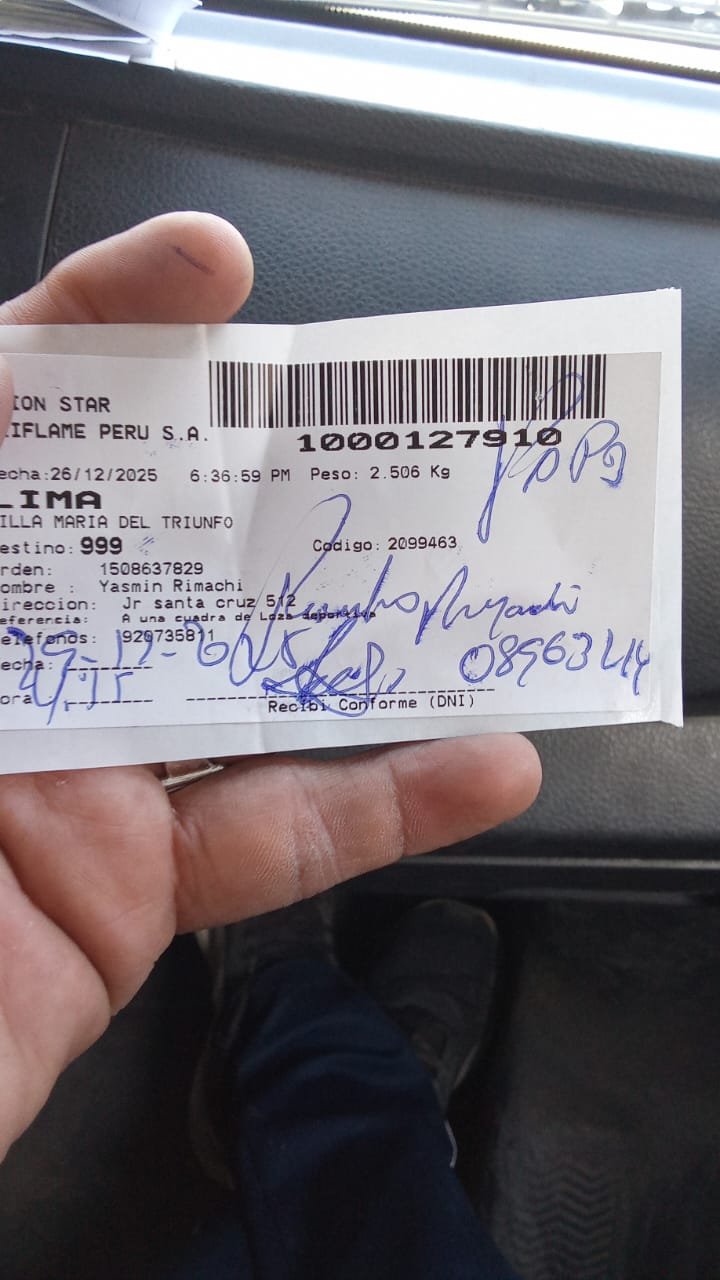 ION STAR
IFLAME PERU S.A.
1000127910
echa:26/12/2025 6:36:59 PM Peso: 2.506 Kg
LIMA
ILLA MARIA DEL TRIUNFO
estino: 999 Codigo: 2099463
rden: 1508637829
ombre : Yasmin Rimachi
ireccion: Jr santa cruz 512
eferencia: A una cuadra de Loza deportiva
elefonos: 920735811
echa:
ora
Recibi Conforme (DNI)